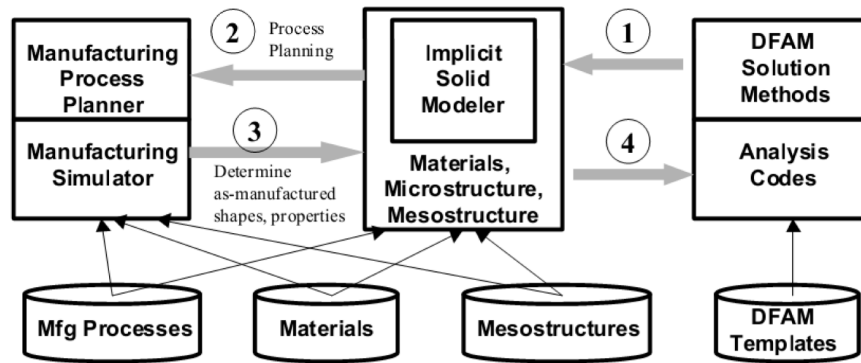 2
Process
Planning
1
Manufacturing
Process
Planner
Implicit
Solid
Modeler
DFAM
Solution
Methods
3
4
Manufacturing
Simulator
Determine
as-manufactured
shapes, properties
Materials,
Microstructure,
Mesostructure
Analysis
Codes
Mfg Processes
Materials
Mesostructures
DFAM
Templates